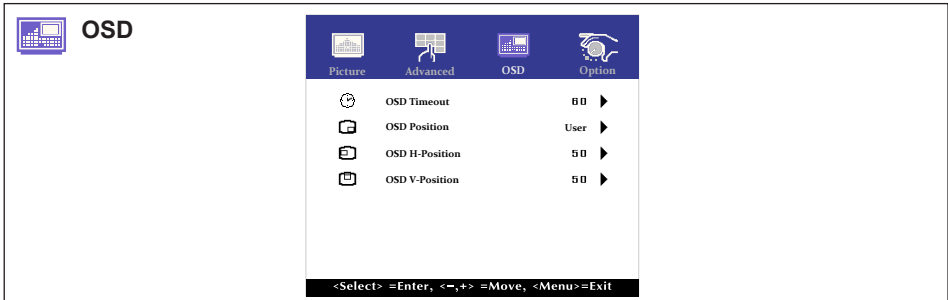 OSD
Picture Advanced OSD Option
OSD Timeout 60
OSD Position User
OSD H-Position 50
OSD V-Position 50
<Select> =Enter, <−,+> =Move, <Menu>=Exit